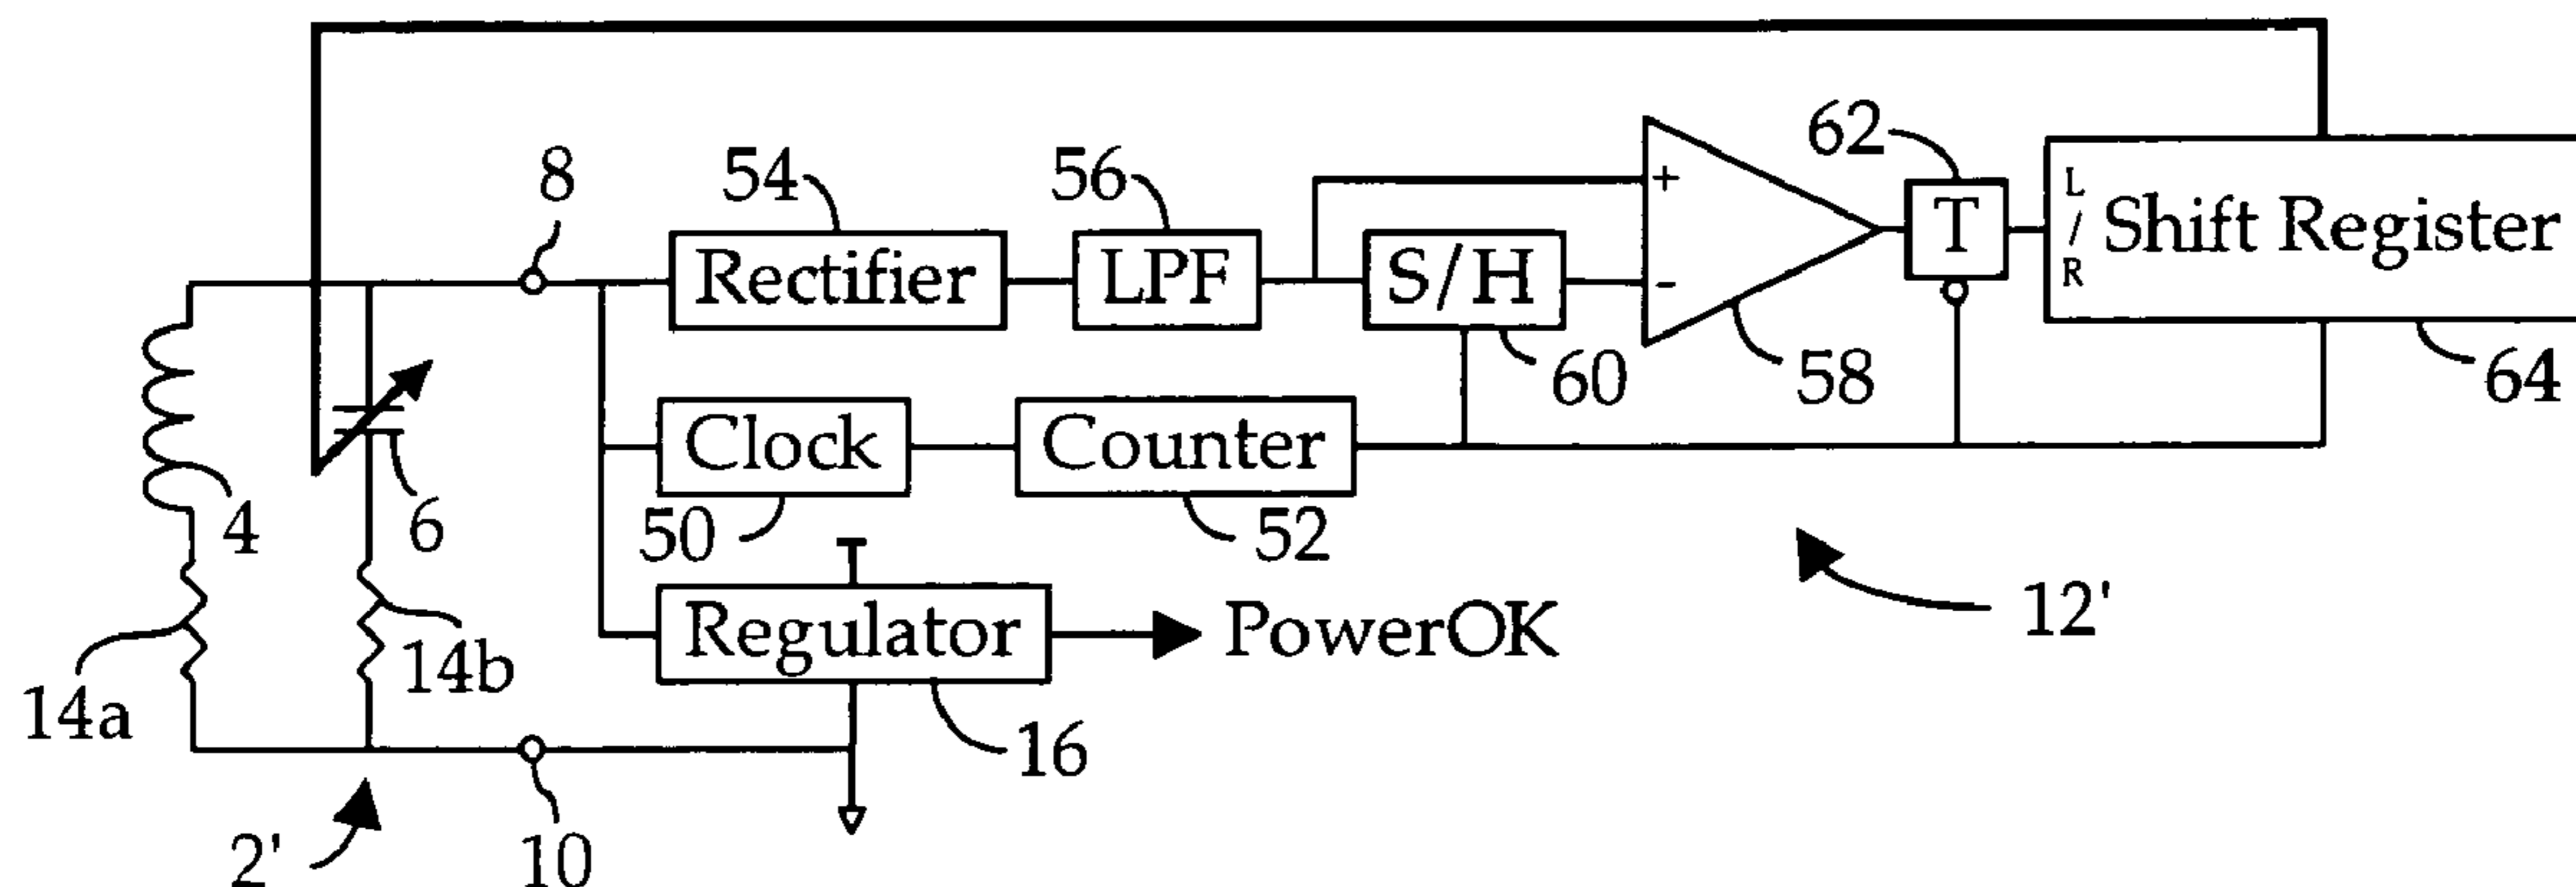 62
8
54
56
+
L
/
R
T
Shift Register
Rectifier
LPF
S/H
-
60
58
64
Clock
Counter
4
6
50
52
Regulator
PowerOK
12'
14b
14a
16
2'
10